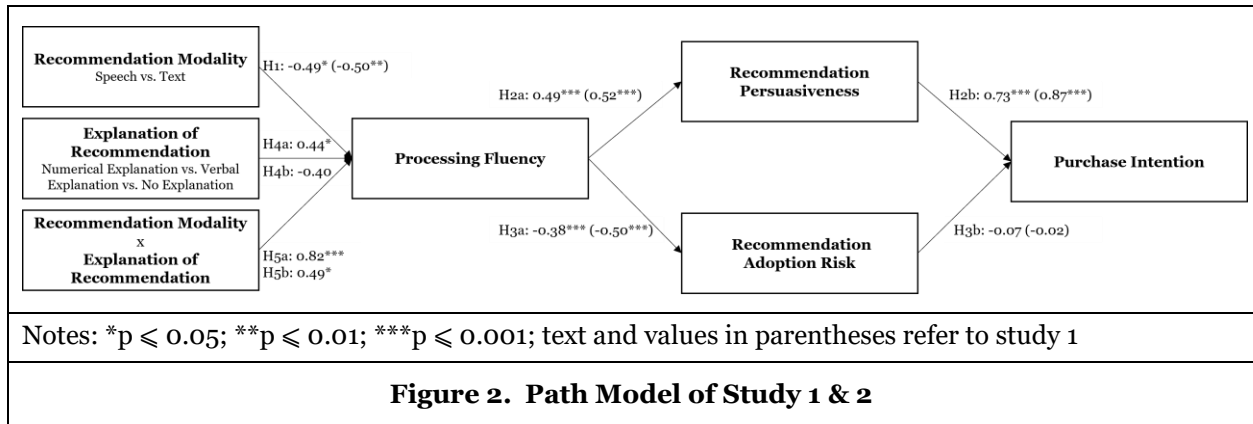 Recommendation Modality
Speech vs. Text
H1: -0.49* (-0.50**)
Explanation of
Recommendation
Numerical Explanation vs. Verbal
Explanation vs. No Explanation
H4a: 0.44*
H4b: -0.40
Recommendation Modality
x
Explanation of
Recommendation
H5a: 0.82***
H5b: 0.49*
Processing Fluency
H2a: 0.49*** (0.52***)
H3a: -0.38*** (-0.50***)
Recommendation
Persuasiveness
Recommendation
Adoption Risk
H2b: 0.73*** (0.87***)
H3b: -0.07 (-0.02)
Purchase Intention
Notes: *p ⩽ 0.05; **p ⩽ 0.01; ***p ⩽ 0.001; text and values in parentheses refer to study 1
Figure 2. Path Model of Study 1 & 2